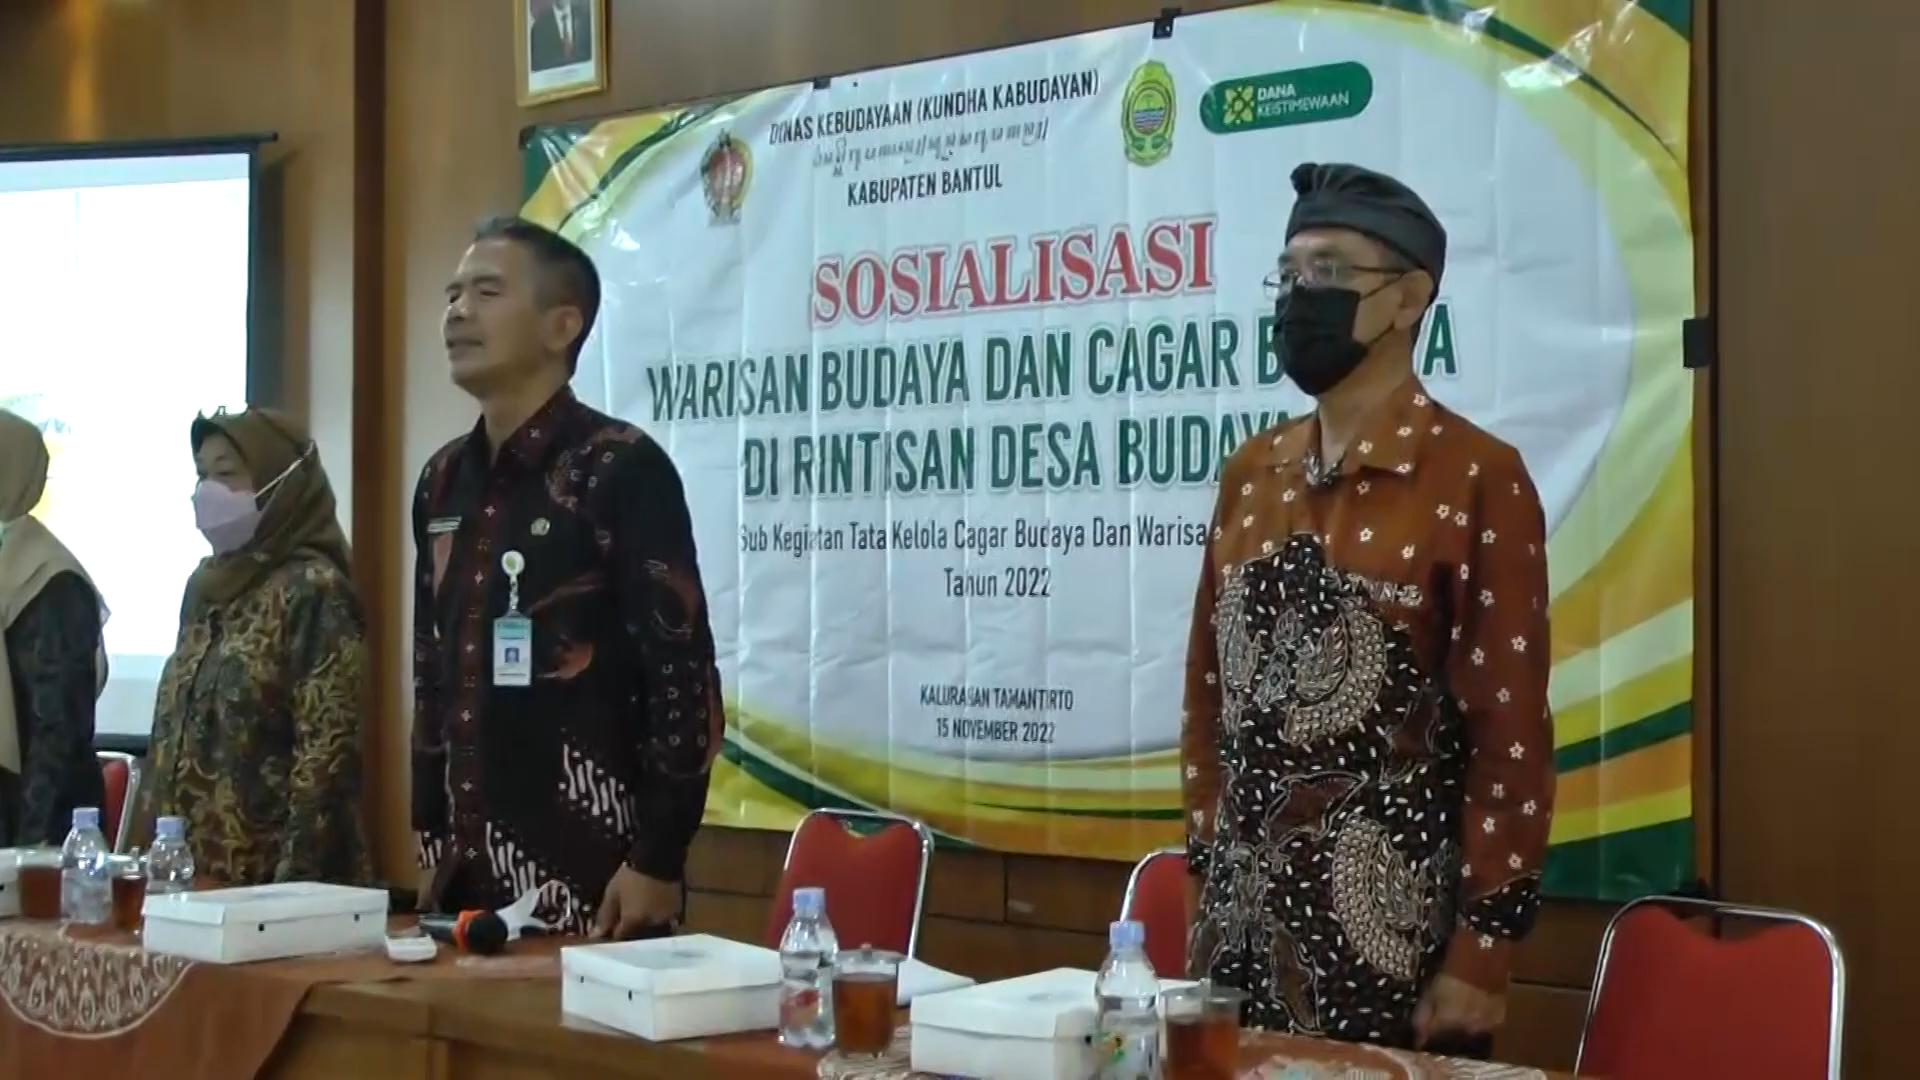 DINAS KEBUDAYAAN (KUNDHA KABUDAYAN)
KABUPATEN BANTUL
DANA
KEISTIMEWAAN
SOSIALISASI
WARISAN BUDAYA DAN CAGAR B A
DI RINTISAN DESA BUDAYA
Sub Kegiatan Tata Kelola Cagar Budaya Dan Warisa
Tahun 2022
KALURAHAN TAMANTIRTO
15 NOVEMBER 2022